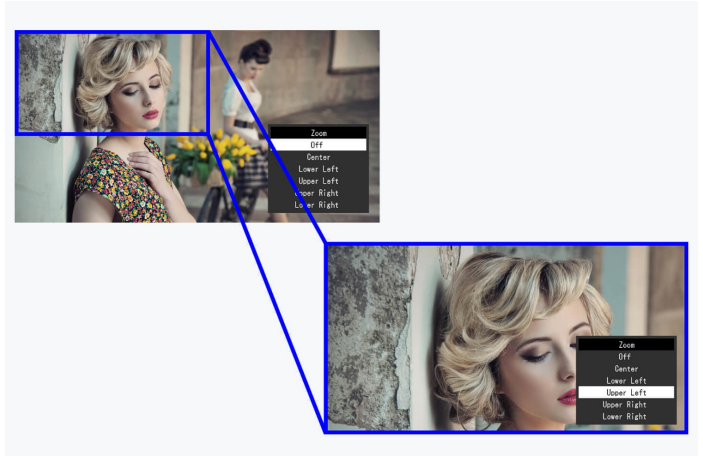 Zoom
Off
Center
Lower Left
Upper Left
Upper Right
Lower Right
Zoom
Off
Center
Lower Left
Upper Left
Upper Right
Lower Right